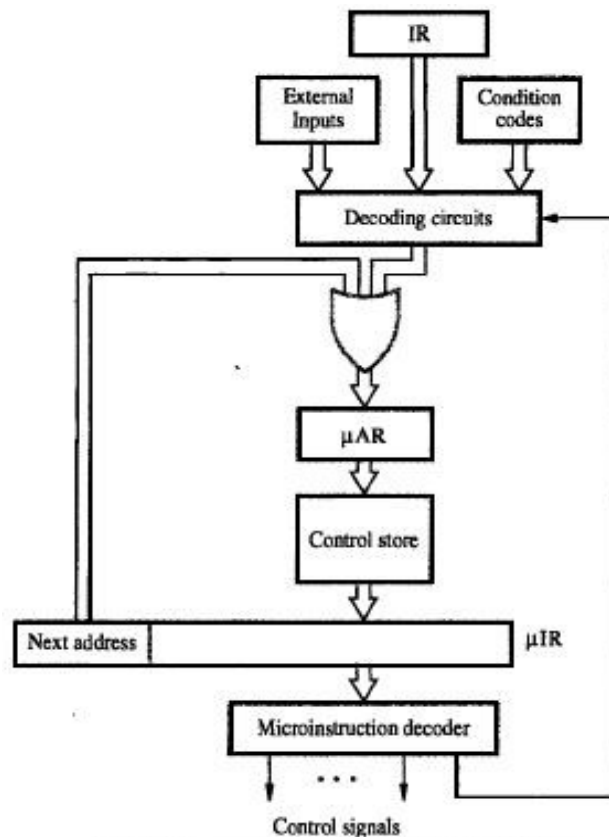 IR
External
Inputs
Condition
codes
Decoding circuits
μAR
Control store
Next address
μIR
Microinstruction decoder
. . .
Control signals